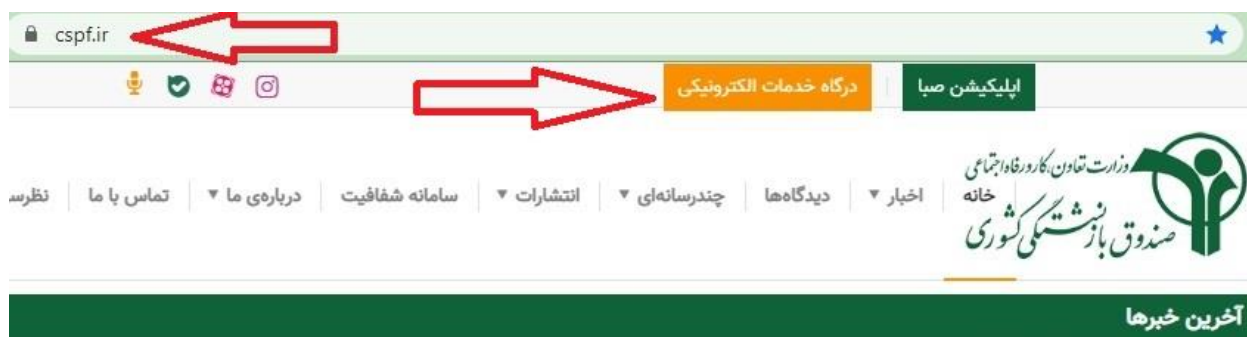 cspf.ir
اپلیکیشن صبا
درگاه خدمات الکترونیکی
وزارت تعاون، کار و رفاه اجتماعی
صندوق بازنشستگی کشوری
خانه
اخبار
دیدگاه‌ها
چندرسانه‌ای
انتشارات
سامانه شفافیت
درباره‌ی ما
تماس با ما
نظرس
آخرین خبرها